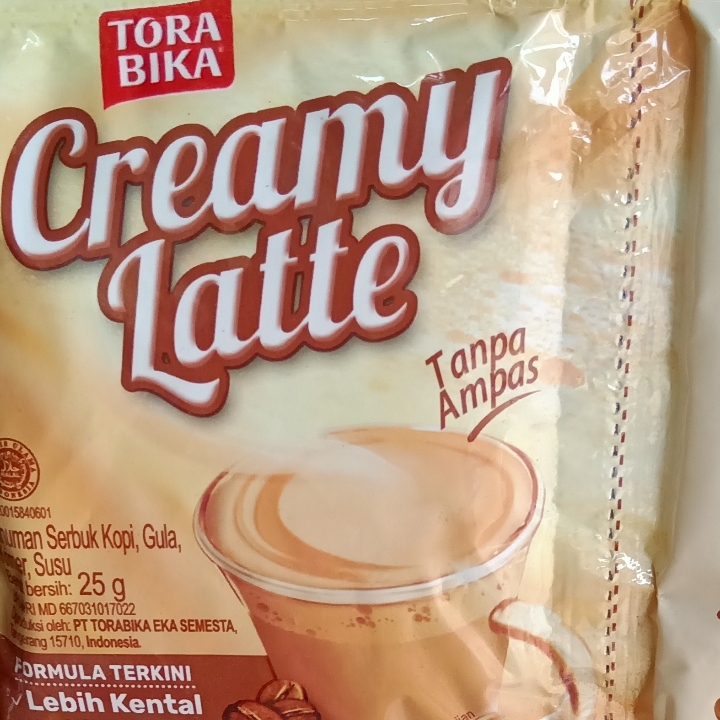 TORA
BIKA
Creamy
Latte
Tanpa
Ampas
Serbuk Kopi, Gula,
Susu
bersih: 25 g
MD 667031017022
oleh: PT TORABIKA EKA SEMESTA,
15710, Indonesia.
FORMULA TERKINI
Lebih Kental